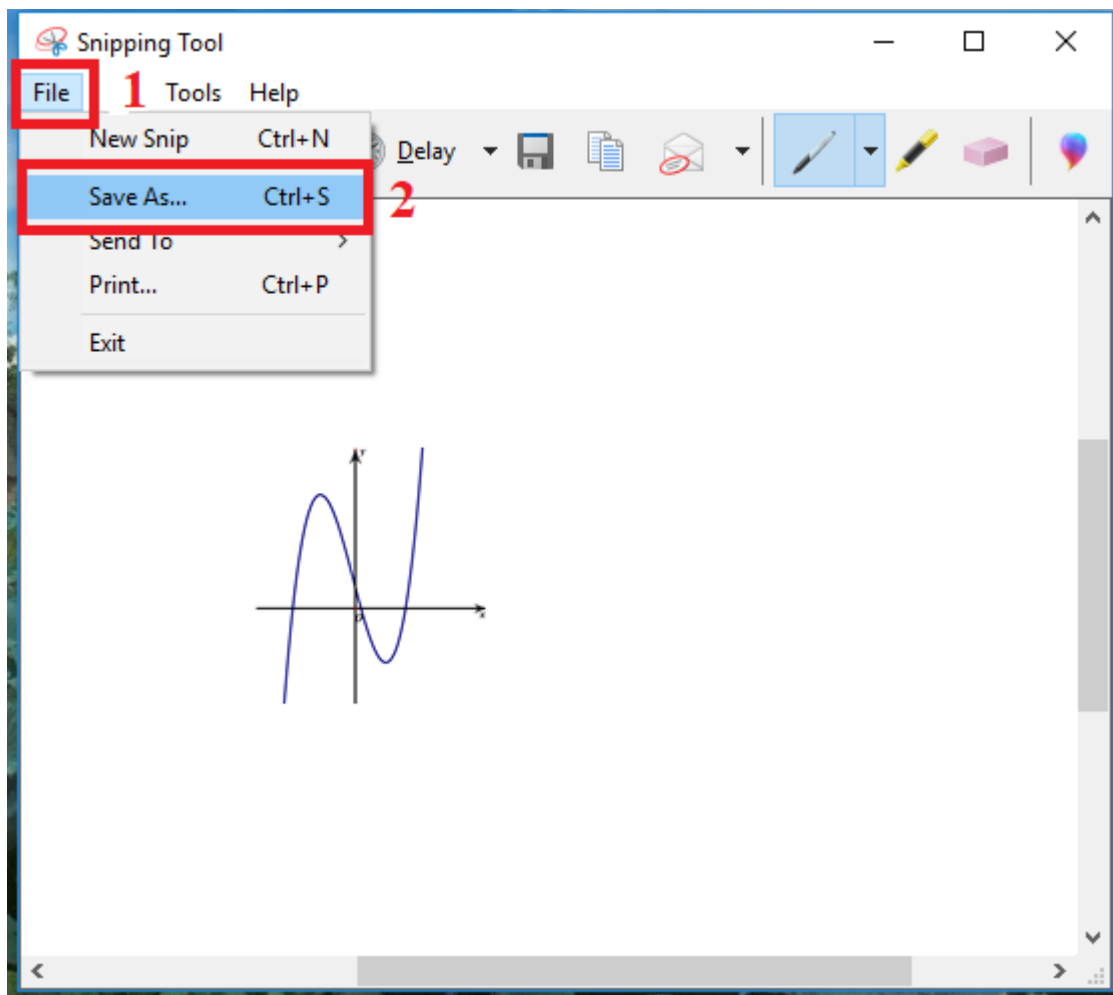 Snipping Tool
File 1 Tools Help
New Snip Ctrl+N
Delay
Save As... Ctrl+S 2
Send To
Print... Ctrl+P
Exit
y
O
x